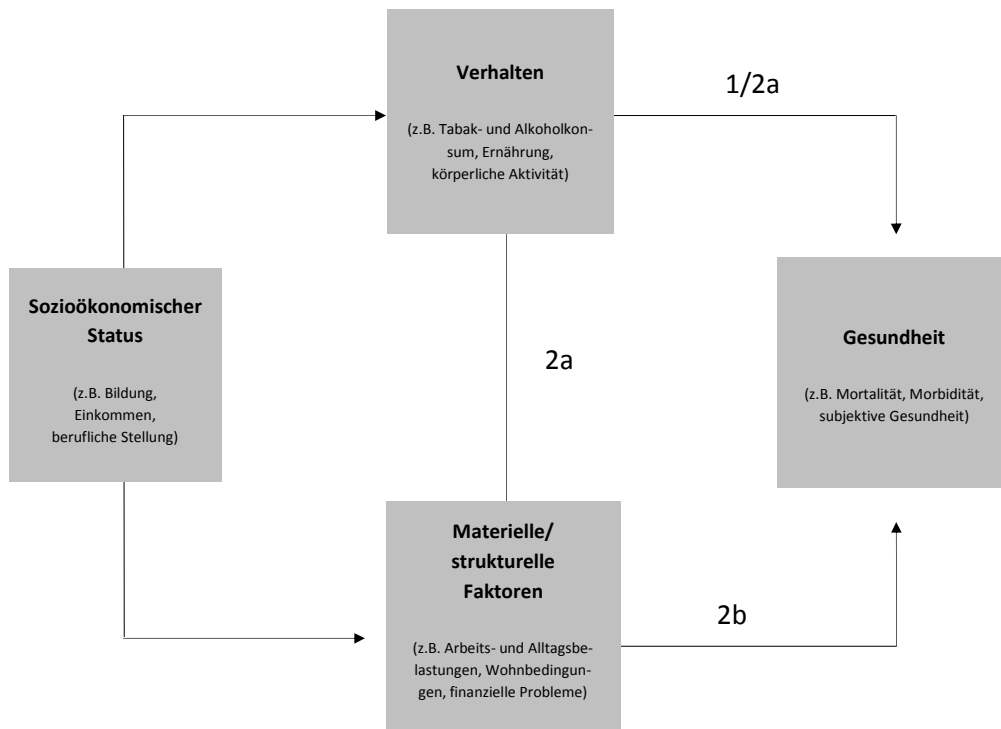 Verhalten
(z.B. Tabak- und Alkoholkon-
sum, Ernährung,
körperliche Aktivität)
1/2a
Sozioökonomischer
Status
(z.B. Bildung,
Einkommen,
berufliche Stellung)
2a
Gesundheit
(z.B. Mortalität, Morbidität,
subjektive Gesundheit)
Materielle/
strukturelle
Faktoren
(z.B. Arbeits- und Alltagsbe-
lastungen, Wohnbedingun-
gen, finanzielle Probleme)
2b